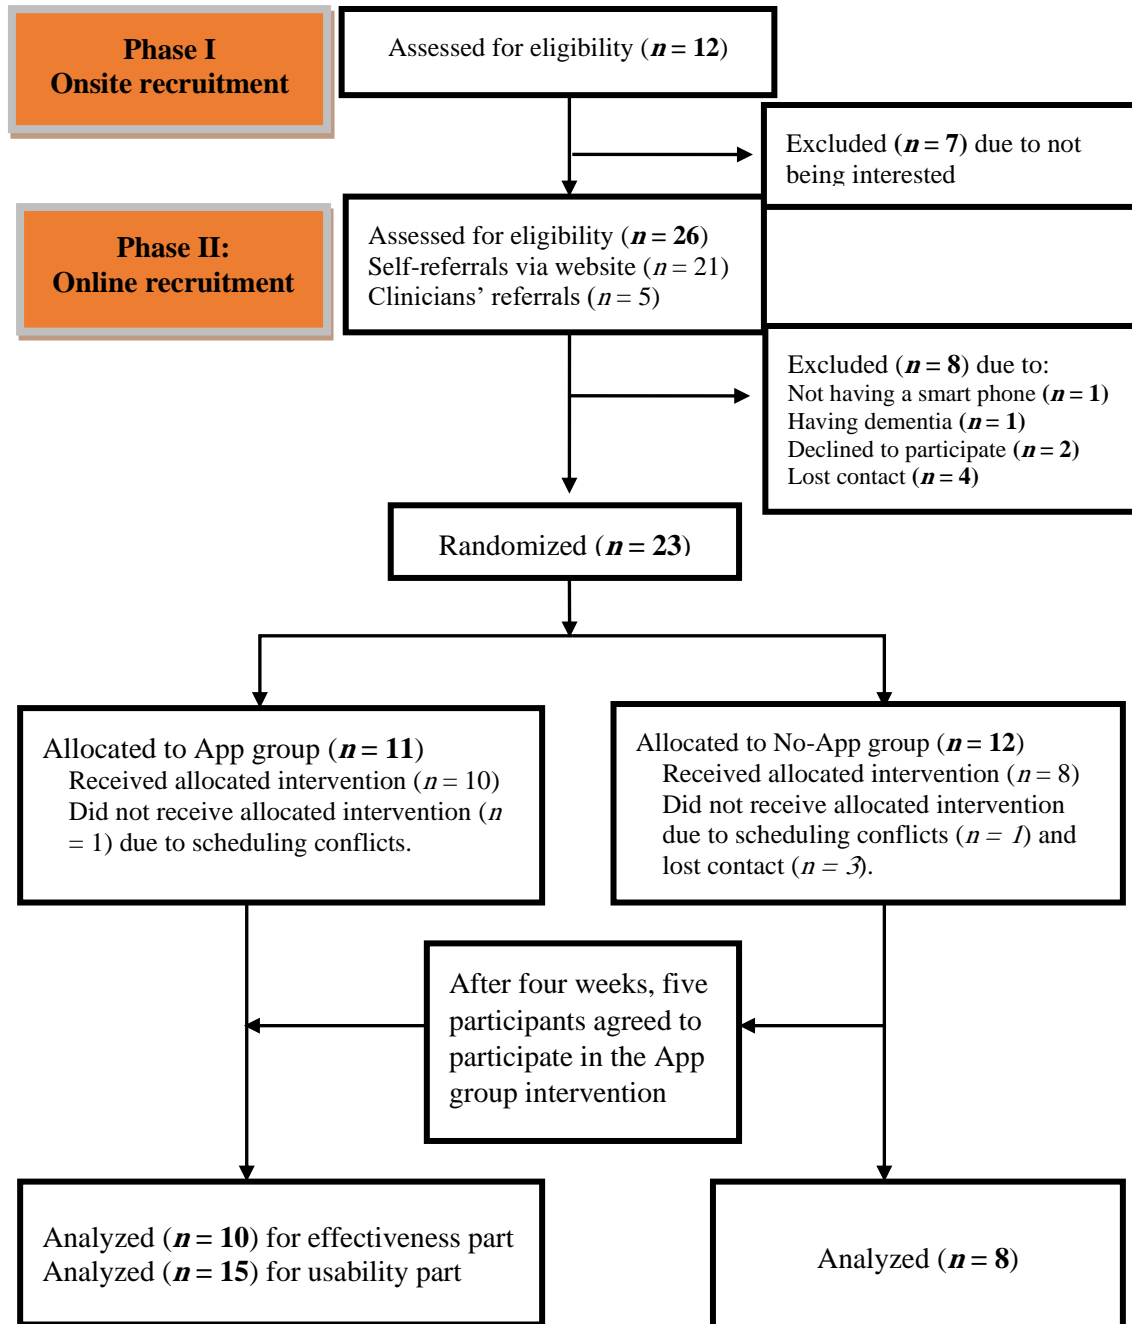 Phase I
Onsite recruitment
Assessed for eligibility (n = 12)
Excluded (n = 7) due to not
being interested
Phase II:
Online recruitment
Assessed for eligibility (n = 26)
Self-referrals via website (n = 21)
Clinicians’ referrals (n = 5)
Excluded (n = 8) due to:
Not having a smart phone (n = 1)
Having dementia (n = 1)
Declined to participate (n = 2)
Lost contact (n = 4)
Randomized (n = 23)
Allocated to App group (n = 11)
Received allocated intervention (n = 10)
Did not receive allocated intervention (n
= 1) due to scheduling conflicts.
Allocated to No-App group (n = 12)
Received allocated intervention (n = 8)
Did not receive allocated intervention
due to scheduling conflicts (n = 1) and
lost contact (n = 3).
After four weeks, five
participants agreed to
participate in the App
group intervention
Analyzed (n = 10) for effectiveness part
Analyzed (n = 15) for usability part
Analyzed (n = 8)